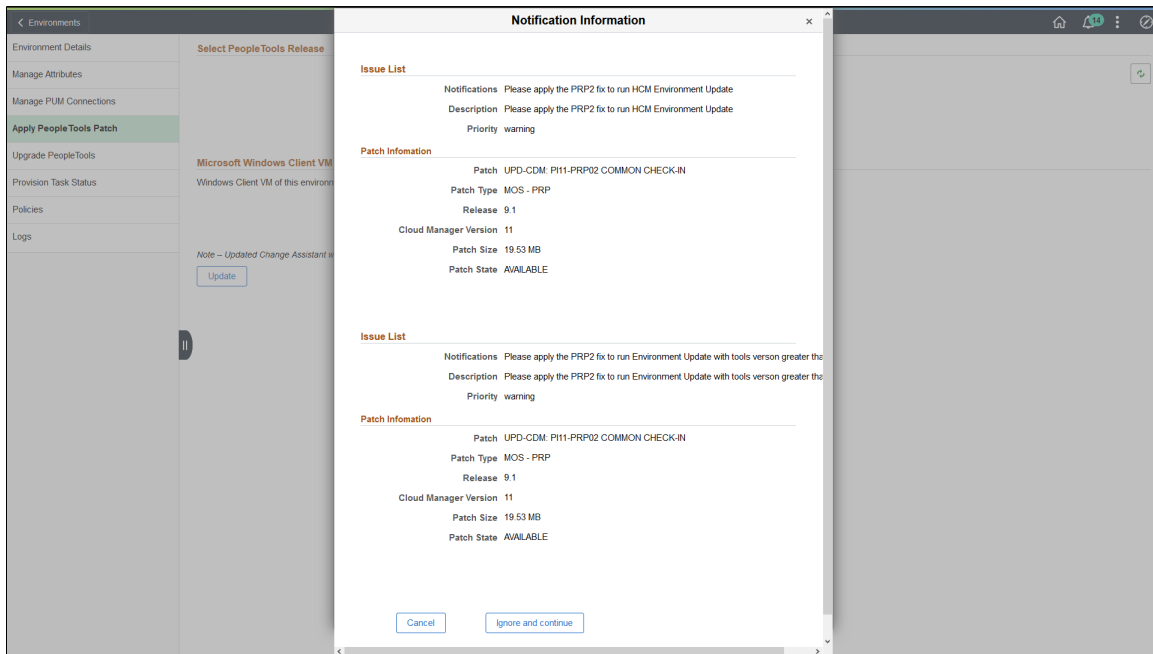 Environments
Notification Information
×
14
Environment Details
Manage Attributes
Manage PUM Connections
Apply PeopleTools Patch
Upgrade PeopleTools
Provision Task Status
Policies
Logs
Select PeopleTools Release
Microsoft Windows Client VM
Windows Client VM of this environm
Note – Updated Change Assistant w
Update
Issue List
Notifications Please apply the PRP2 fix to run HCM Environment Update
Description Please apply the PRP2 fix to run HCM Environment Update
Priority warning
Patch Infomation
Patch UPD-CDM: PI11-PRP02 COMMON CHECK-IN
Patch Type MOS - PRP
Release 9.1
Cloud Manager Version 11
Patch Size 19.53 MB
Patch State AVAILABLE
Issue List
Notifications Please apply the PRP2 fix to run Environment Update with tools verson greater tha
Description Please apply the PRP2 fix to run Environment Update with tools verson greater tha
Priority warning
Patch Infomation
Patch UPD-CDM: PI11-PRP02 COMMON CHECK-IN
Patch Type MOS - PRP
Release 9.1
Cloud Manager Version 11
Patch Size 19.53 MB
Patch State AVAILABLE
Cancel
Ignore and continue